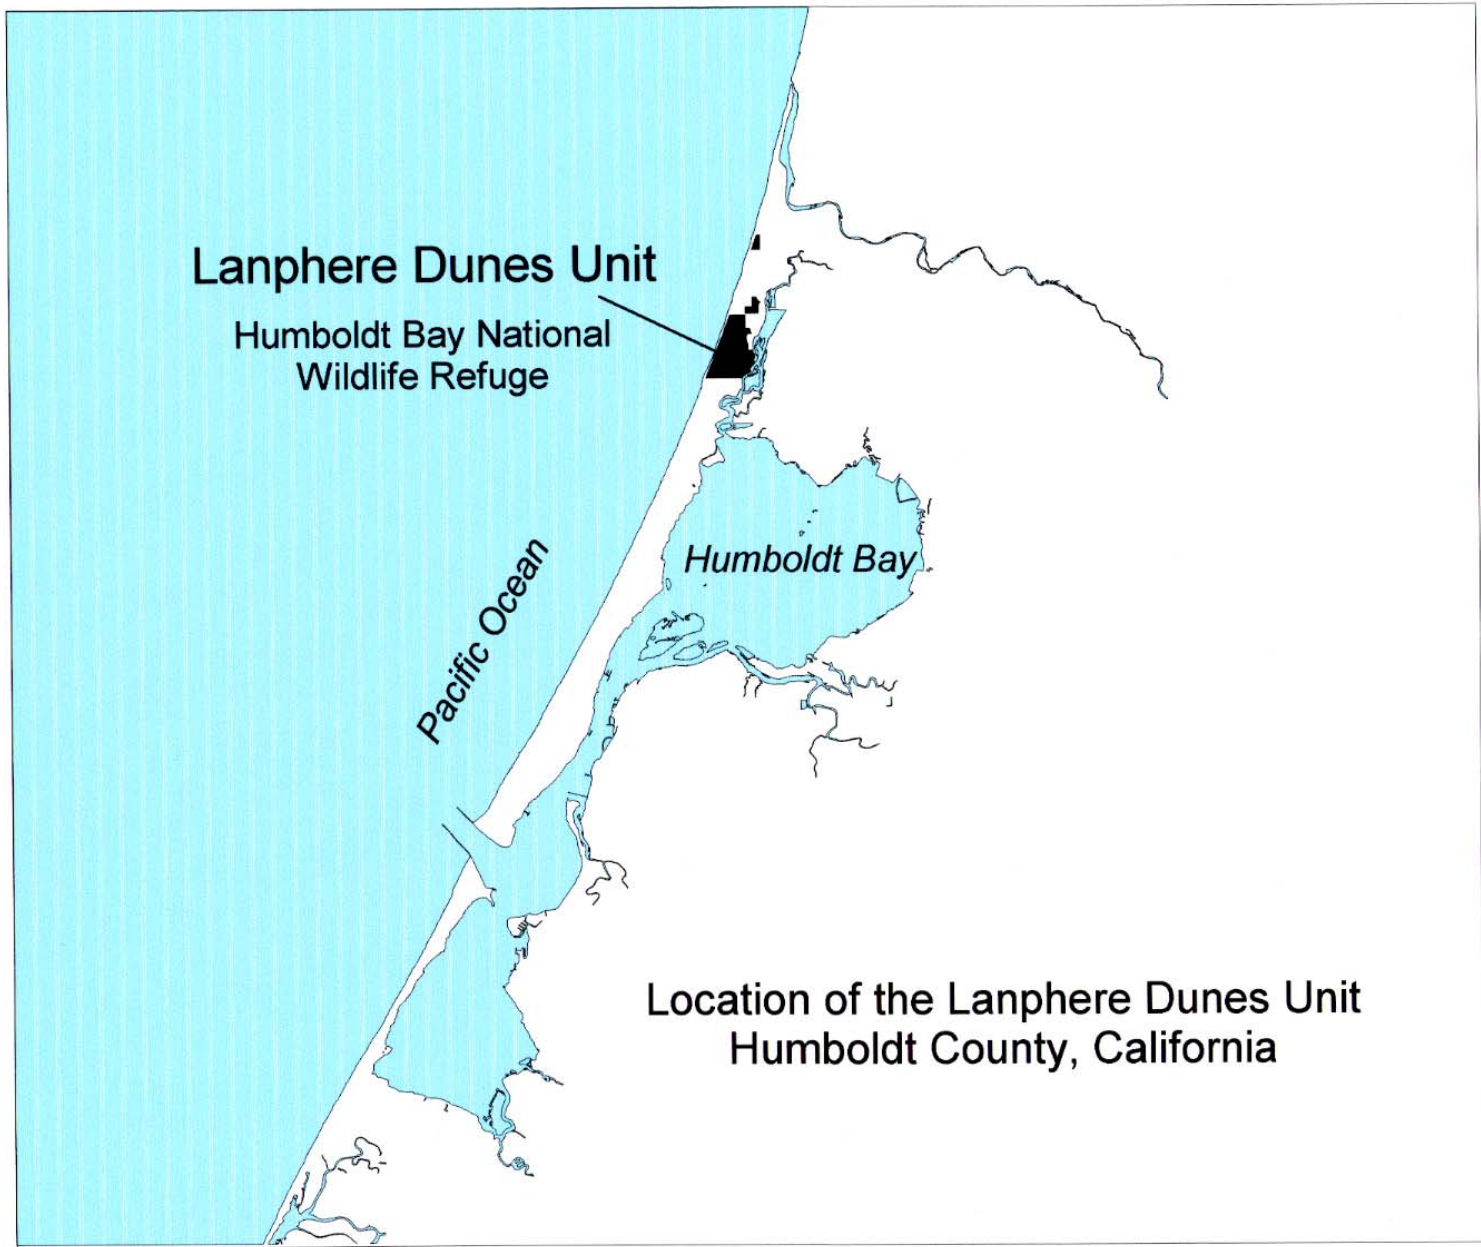 Lanphere Dunes Unit
Humboldt Bay National
Wildlife Refuge
Humboldt Bay
Pacific Ocean
Location of the Lanphere Dunes Unit
Humboldt County, California